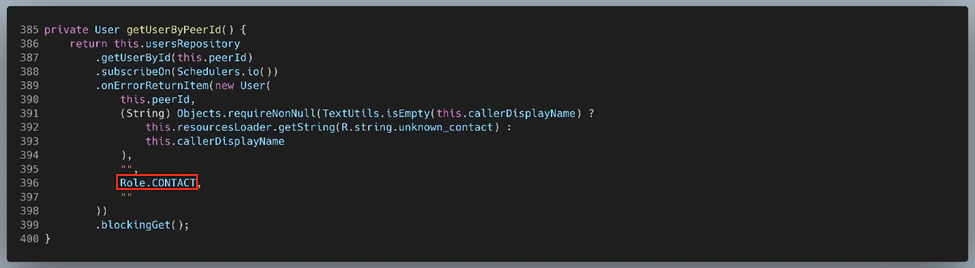 385 private User getUserByPeerId() {
386     return this.usersRepository
387         .getUserById(this.peerId)
388         .subscribeOn(Schedulers.io())
389         .onErrorReturnItem(new User(
390             this.peerId,
391             (String) Objects.requireNonNull(TextUtils.isEmpty(this.callerDisplayName) ?
392                 this.resourcesLoader.getString(R.string.unknown_contact) :
393                 this.callerDisplayName
394             ),
395             "",
396             Role.CONTACT,
397             ""
398         ))
399         .blockingGet();
400 }